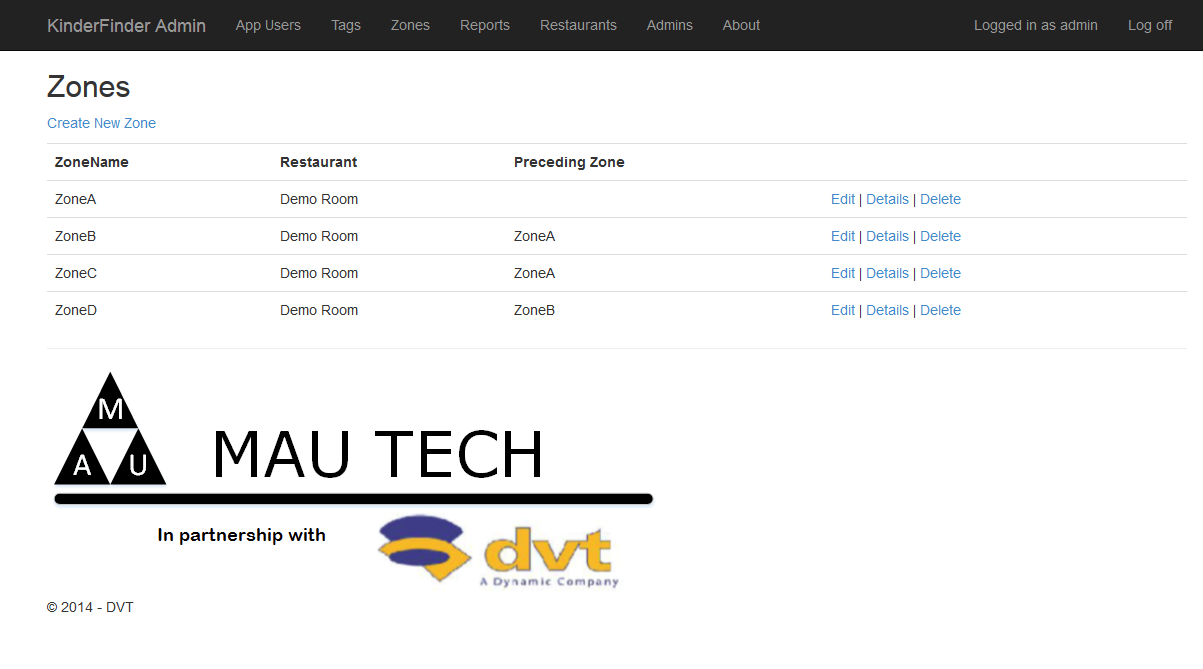 KinderFinder Admin App Users Tags Zones Reports Restaurants Admins About Logged in as admin Log off
Zones
Create New Zone
ZoneName Restaurant Preceding Zone
ZoneA Demo Room Edit | Details | Delete
ZoneB Demo Room ZoneA Edit | Details | Delete
ZoneC Demo Room ZoneA Edit | Details | Delete
ZoneD Demo Room ZoneB Edit | Details | Delete
M
A U
MAU TECH
In partnership with
dvt
A Dynamic Company
© 2014 - DVT